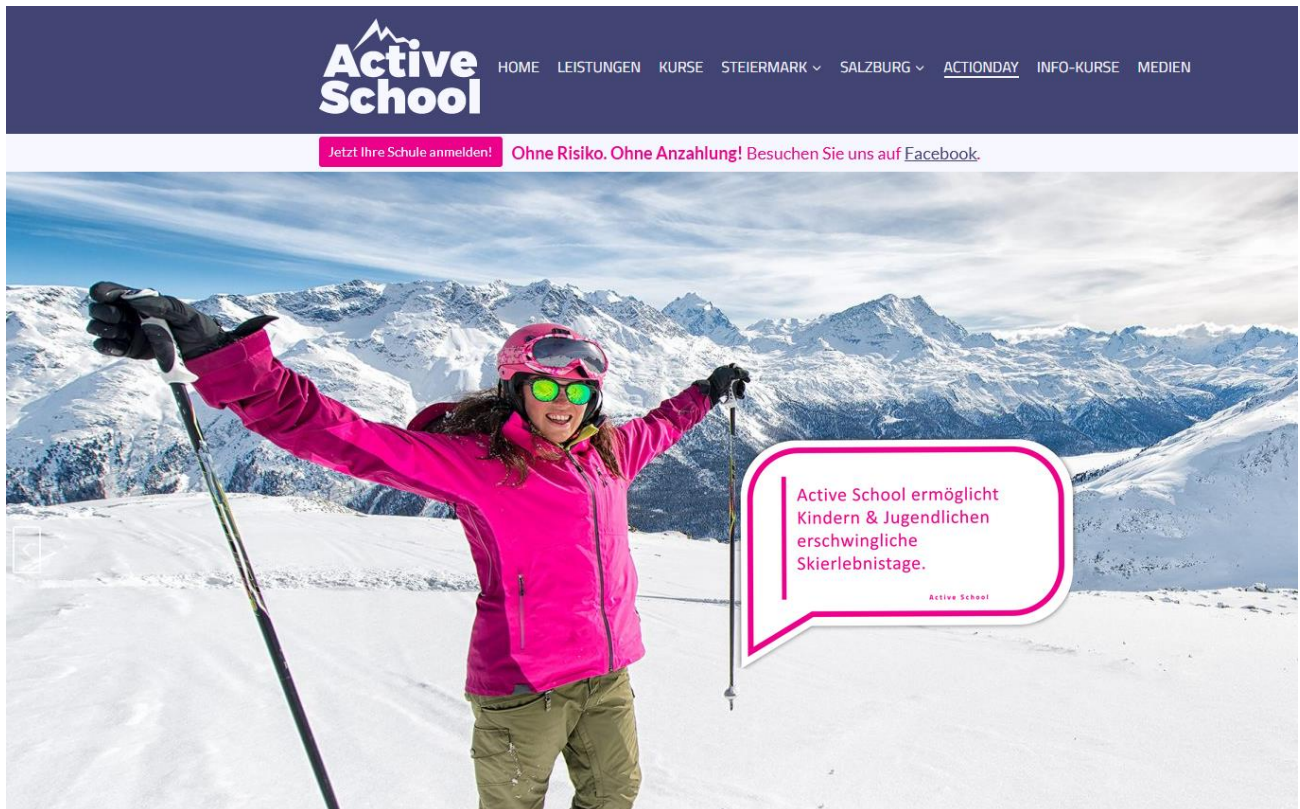 Active
School
HOME LEISTUNGEN KURSE STEIERMARK SALZBURG ACTIONDAY INFO-KURSE MEDIEN
Jetzt Ihre Schule anmelden! Ohne Risiko. Ohne Anzahlung! Besuchen Sie uns auf Facebook.
Active School ermöglicht
Kindern & Jugendlichen
erschwingliche
Skierlebnistage.
Active School